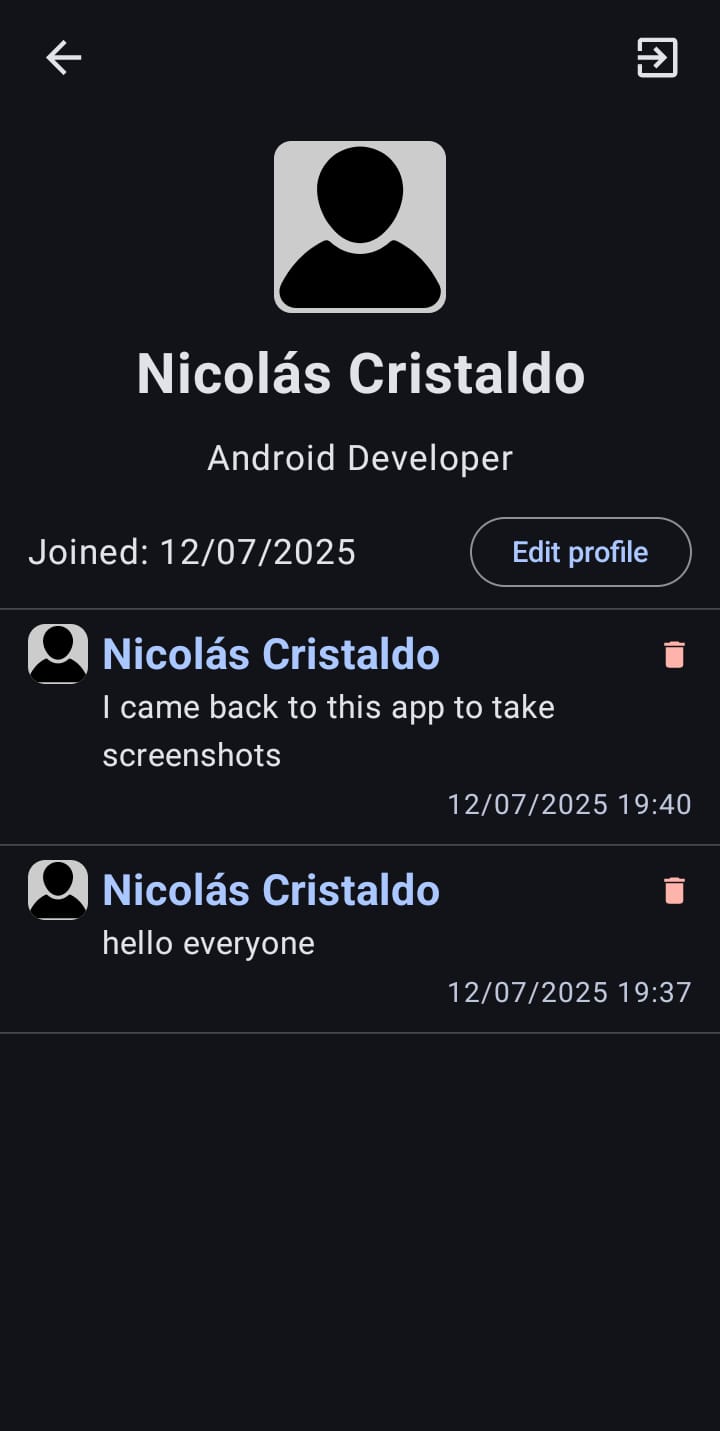 Nicolás Cristaldo
Android Developer
Joined: 12/07/2025
Edit profile
Nicolás Cristaldo
I came back to this app to take
screenshots
12/07/2025 19:40
Nicolás Cristaldo
hello everyone
12/07/2025 19:37